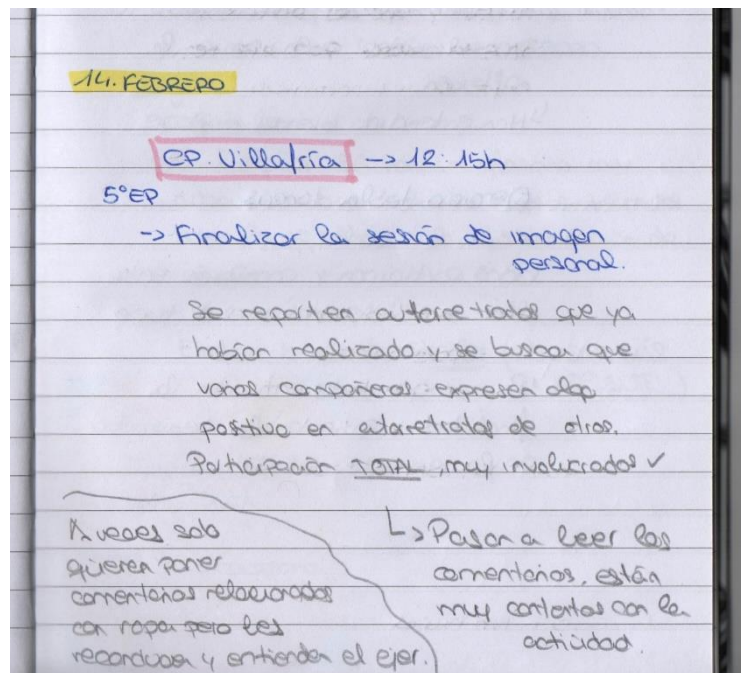 14. FEBRERO
CP. Villafría -> 12:15h
5º EP
-> Finalizar la sesión de imagen
personal.
Se reparten autorretratos que ya
habían realizado y se busca que
varios compañeros expresen algo
positivo en autorretratos de otros.
Participación TOTAL, muy involucrados ✓
A veces solo
quieren poner
comentarios relacionados
con ropa pero les
reconducen y entienden el ejer.
↳ Pasan a leer los
comentarios, están
muy contentos con la
actividad.